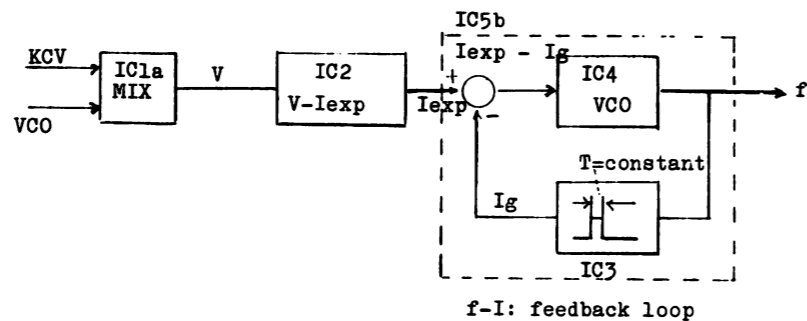 IC5b
KCV
IC1a
MIX
VCO
V
IC2
V-Iexp
Iexp - Ig
+
Iexp
-
IC4
VCO
f
T=constant
Ig
IC3
f-I: feedback loop